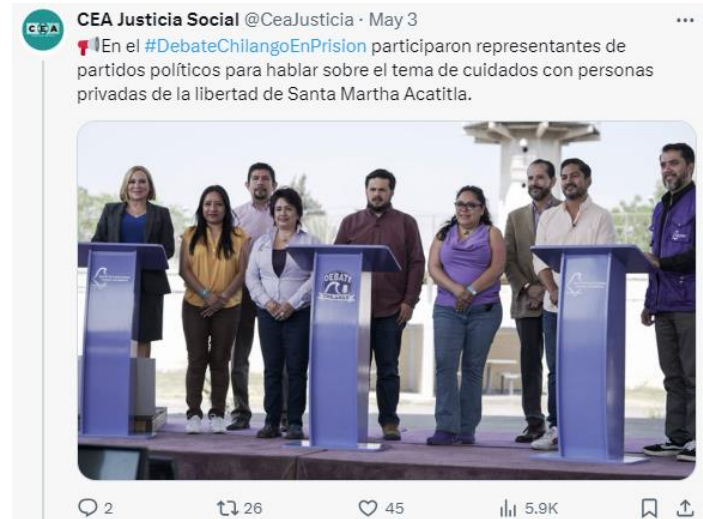 CEA
CEA Justicia Social @CeaJusticia · May 3
En el #DebateChilangoEnPrision participaron representantes de
partidos políticos para hablar sobre el tema de cuidados con personas
privadas de la libertad de Santa Martha Acatitla.
DEBATE
CHILANGO
2
26
45
5.9K